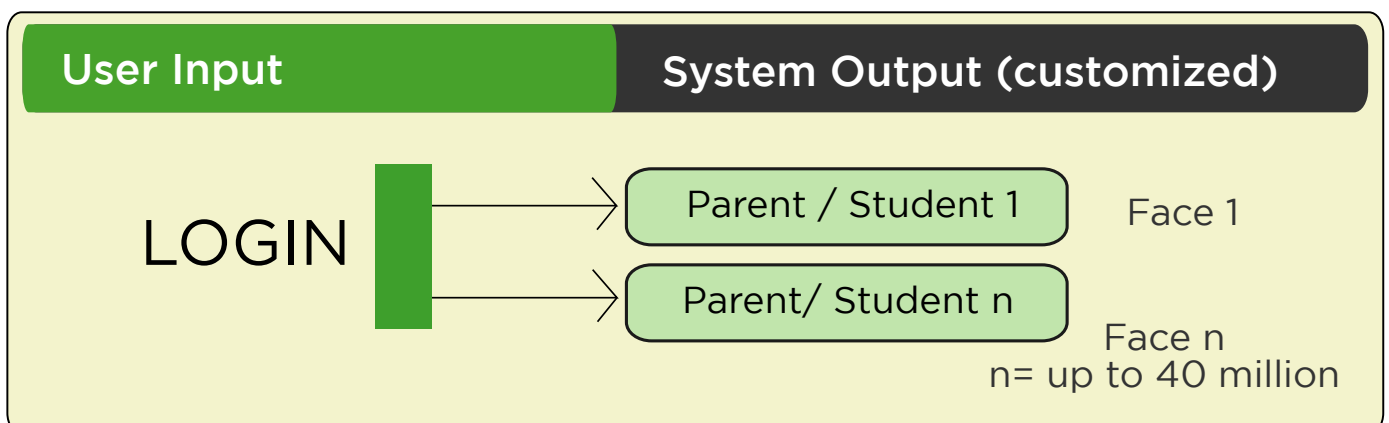 User Input
System Output (customized)
LOGIN
Parent / Student 1
Face 1
Parent/ Student n
Face n
n= up to 40 million